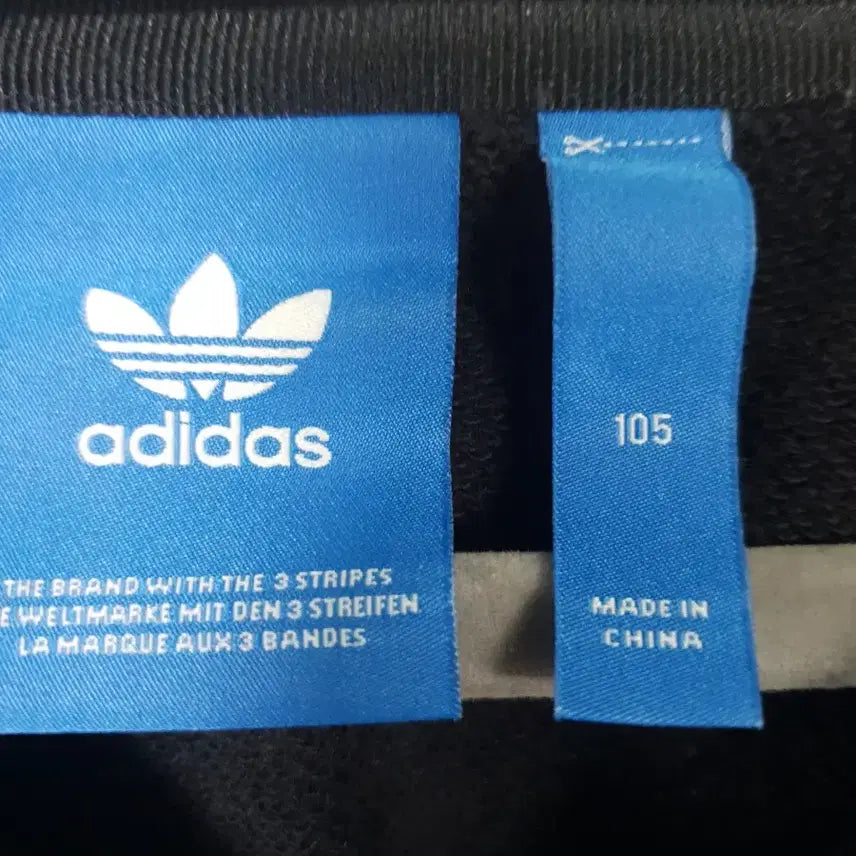 adidas
THE BRAND WITH THE 3 STRIPES
E WELTMARKE MIT DEN 3 STREIFEN
LA MARQUE AUX 3 BANDES
105
MADE IN
CHINA